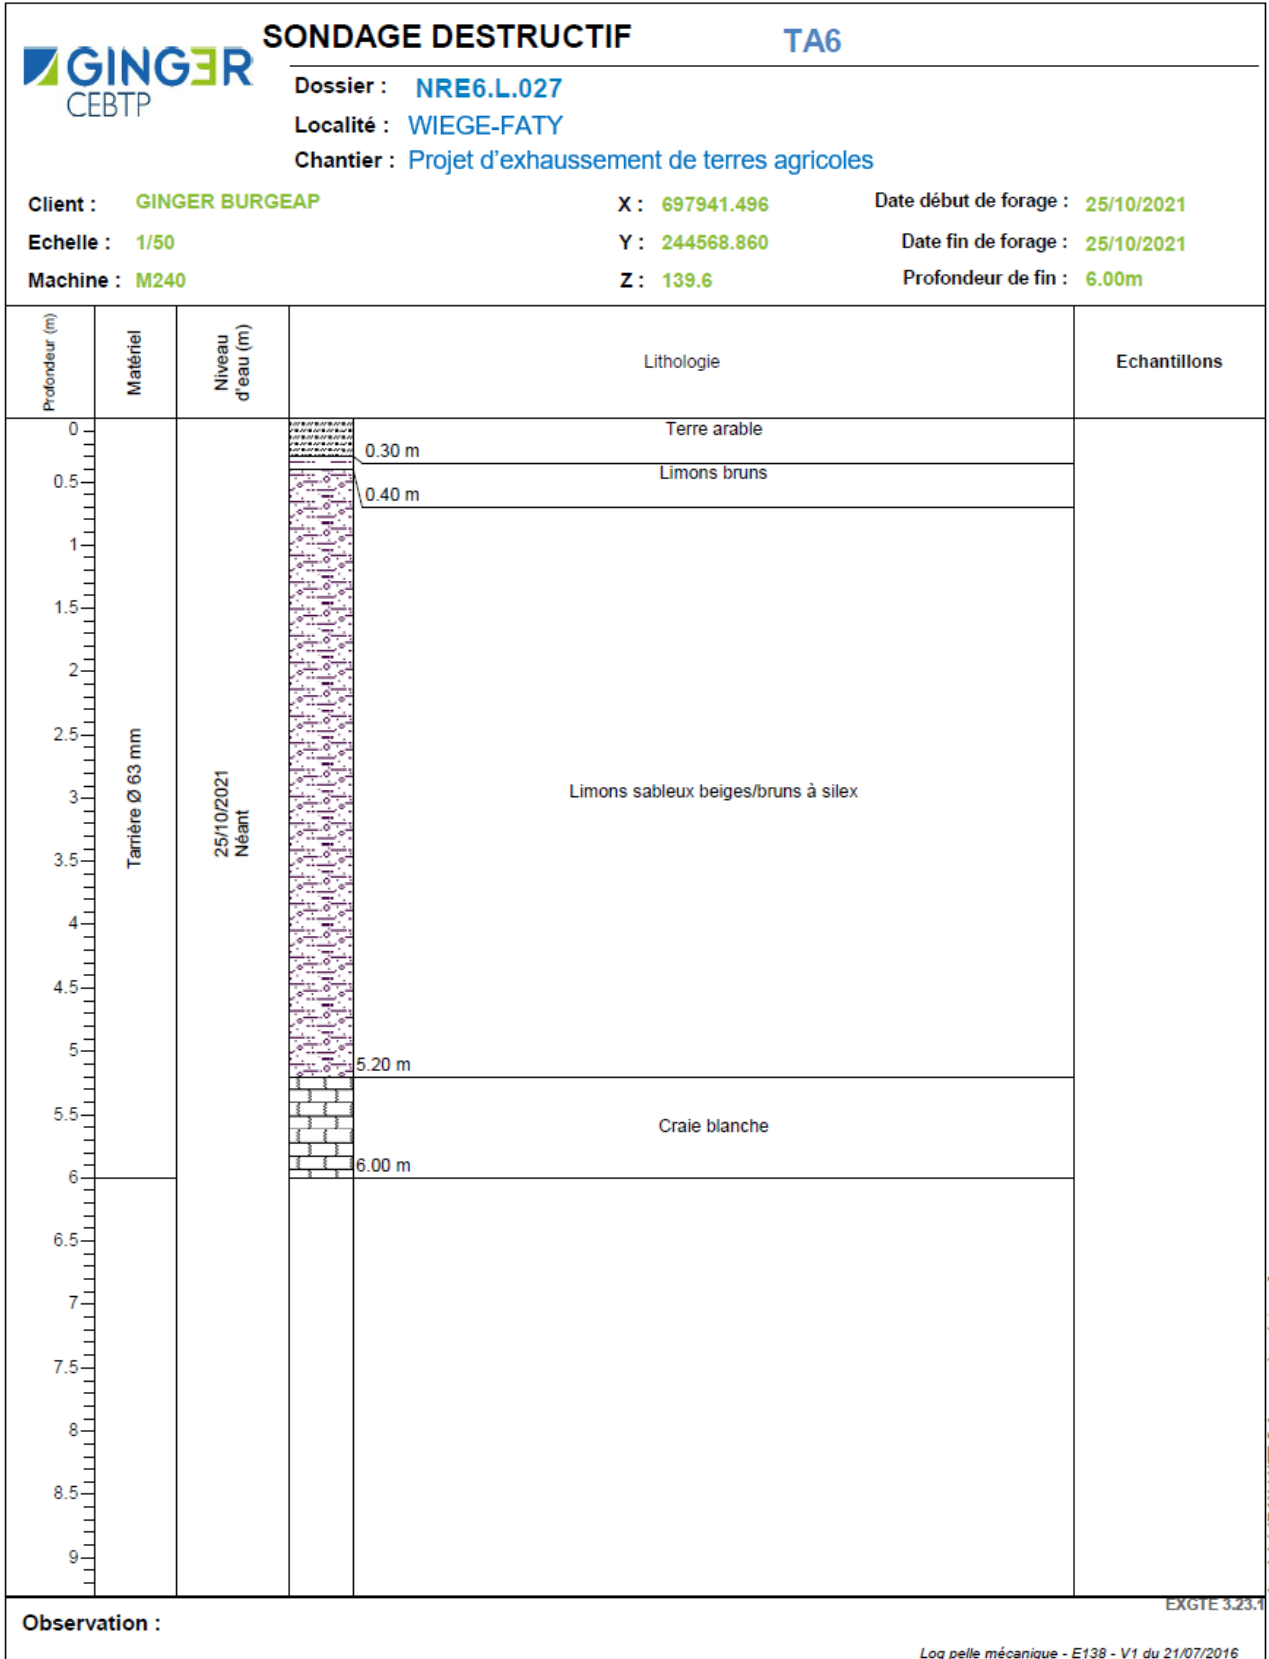 GINGER
CEBTP
SONDAGE DESTRUCTIF TA6
Dossier : NRE6.L.027
Localité : WIEGE-FATY
Chantier : Projet d'exhaussement de terres agricoles
Client : GINGER BURGEAP
X : 697941.496
Date début de forage : 25/10/2021
Echelle : 1/50
Y : 244568.860
Date fin de forage : 25/10/2021
Machine : M240
Z : 139.6
Profondeur de fin : 6.00m
Profondeur (m)
Matériel
Niveau
d'eau (m)
Lithologie
Echantillons
0
Terre arable
0.30 m
Limons bruns
0.5
0.40 m
1
1.5
2
2.5
3
Tarrière Ø 63 mm
25/10/2021
Néant
Limons sableux beiges/bruns à silex
3.5
4
4.5
5
5.20 m
5.5
Craie blanche
6.00 m
6
6.5
7
7.5
8
8.5
9
EXGTE 3.23.1
Observation :
Log pelle mécanique - E138 - V1 du 21/07/2016